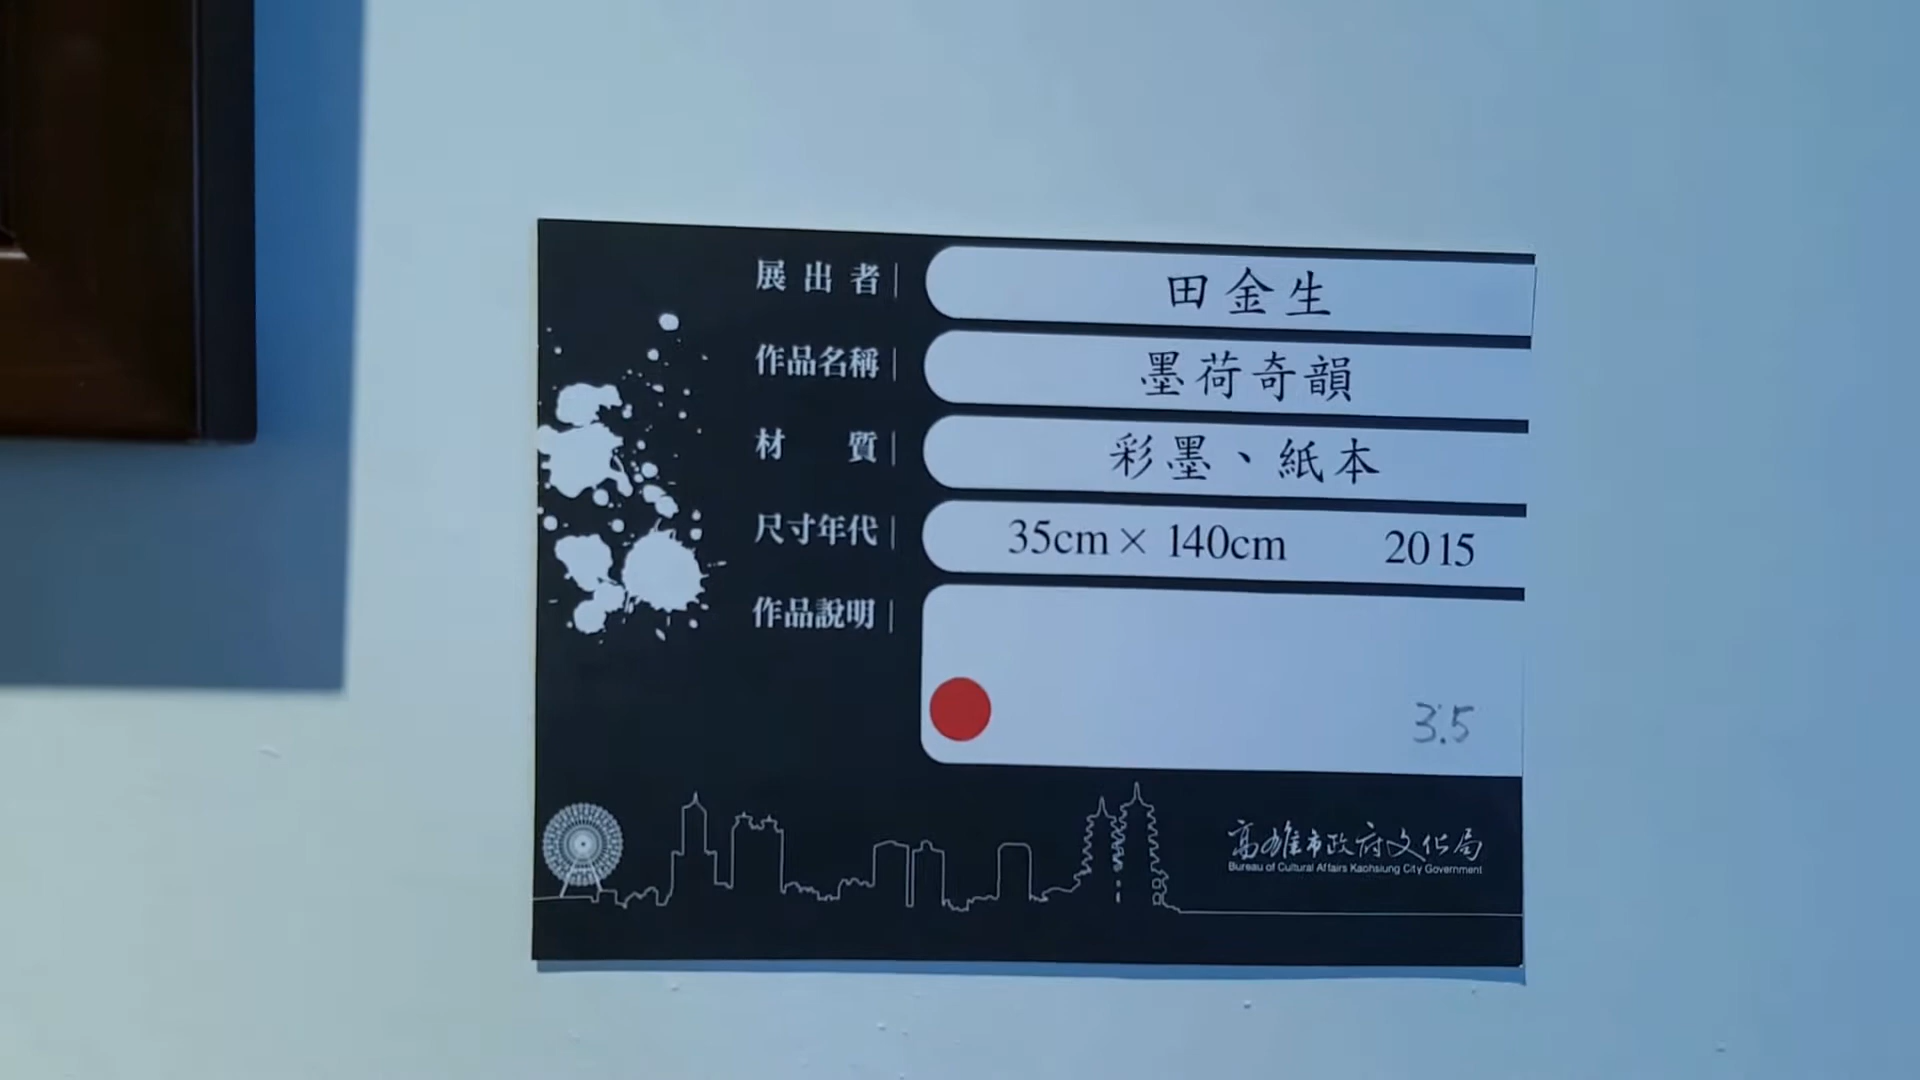 展出者| 田金生
作品名稱| 墨荷奇韻
材質| 彩墨、紙本
尺寸年代| 35cm×140cm 2015
作品說明|
3.5
高雄市政府文化局
Bureau of Cultural Affairs Kaohsiung City Government